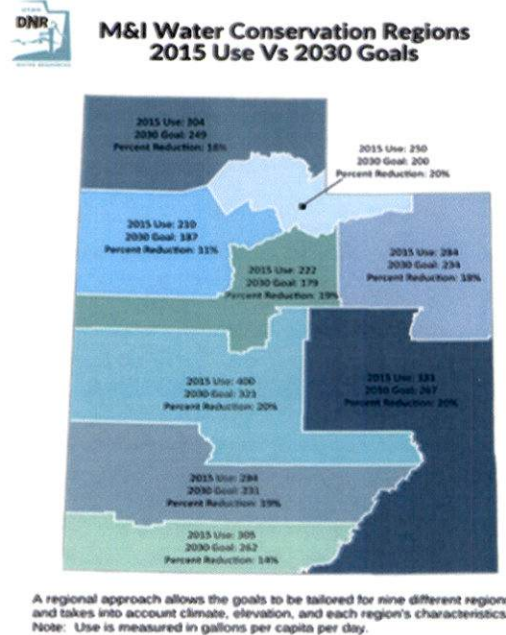 UTAH
DNR
WATER RESOURCES
M&I Water Conservation Regions
2015 Use Vs 2030 Goals
2015 Use: 304
2030 Goal: 249
Percent Reduction: 18%
2015 Use: 250
2030 Goal: 200
Percent Reduction: 20%
2015 Use: 210
2030 Goal: 187
Percent Reduction: 11%
2015 Use: 222
2030 Goal: 179
Percent Reduction: 19%
2015 Use: 284
2030 Goal: 234
Percent Reduction: 18%
2015 Use: 400
2030 Goal: 321
Percent Reduction: 20%
2015 Use:
2030 Goal: 267
Percent Reduction: 20%
2015 Use: 284
2030 Goal: 231
Percent Reduction: 19%
2015 Use: 305
2030 Goal: 262
Percent Reduction: 14%
A regional approach allows the goals to be tailored for nine different regions
and takes into account climate, elevation, and each region's characteristics.
Note: Use is measured in gallons per capita per day.